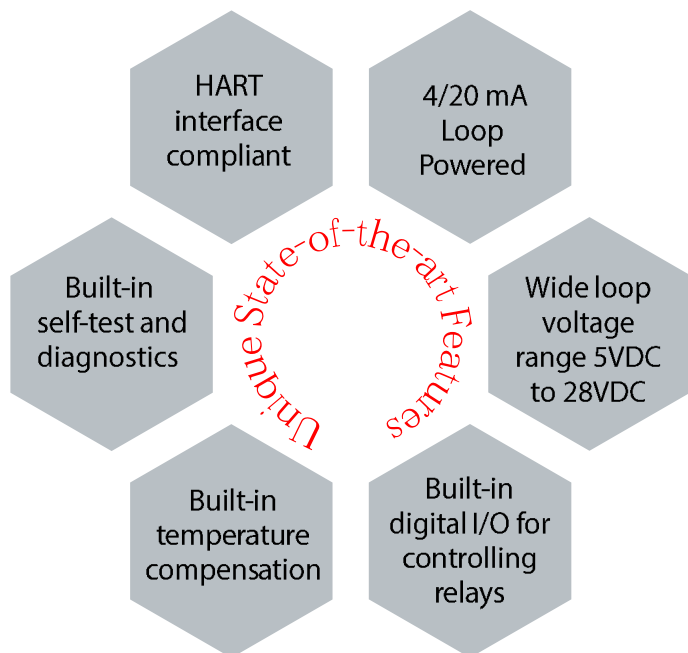 HART
interface
compliant
4/20 mA
Loop
Powered
Built-in
self-test and
diagnostics
Unique State-of-the-art Features
Wide loop
voltage
range 5VDC
to 28VDC
Built-in
temperature
compensation
Built-in
digital I/O for
controlling
relays